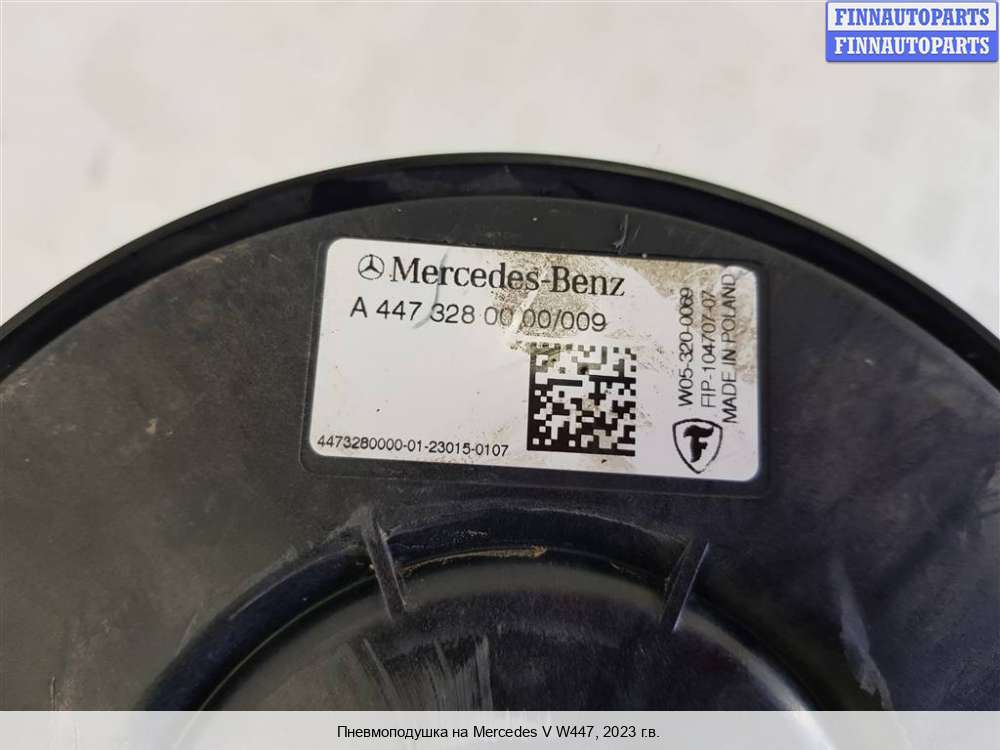 FINNAUTOPARTS
FINNAUTOPARTS
Mercedes-Benz
A 447 328 00 00/009
4473280000-01-23015-0107
W05-320-0069
FIP-104707-07
MADE IN POLAND
F
Пневмоподушка на Mercedes V W447, 2023 г.в.